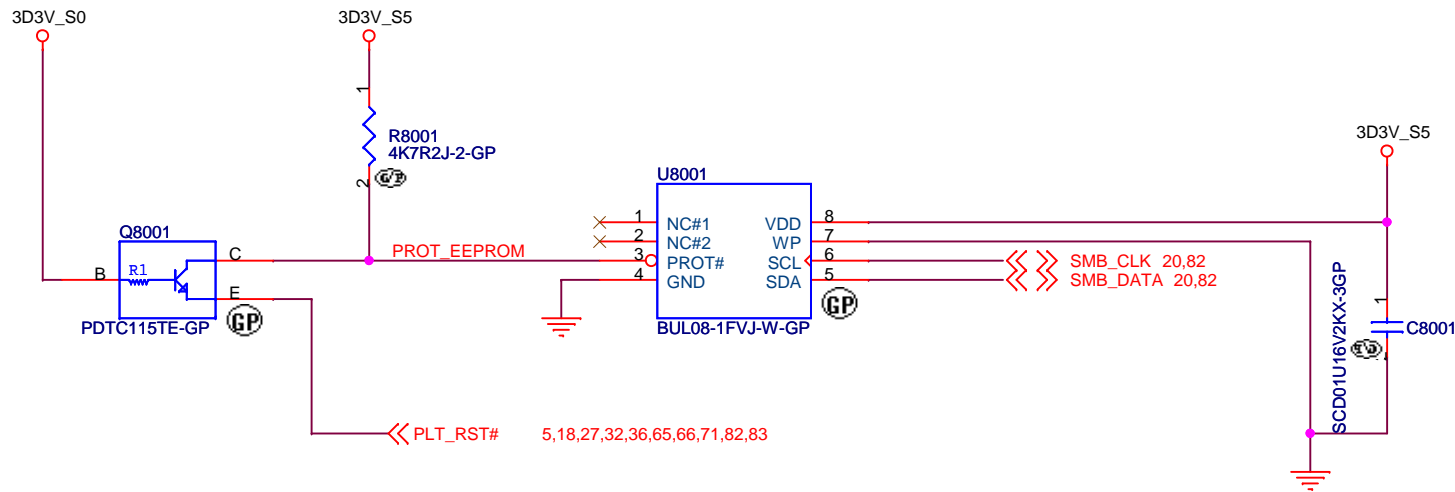 3D3V_S0
3D3V_S5
1
R8001
4K7R2J-2-GP
2
G/P
3D3V_S5
U8001
1 NC#1 VDD 8
2 NC#2 WP 7
3 PROT# SCL 6
4 GND SDA 5
BUL08-1FVJ-W-GP
GP
PROT_EEPROM
SMB_CLK 20,82
SMB_DATA 20,82
Q8001
B R1 C
E
PDTC115TE-GP
GP
1
C8001
SCD01U16V2KX-3GP
PLT_RST# 5,18,27,32,36,65,66,71,82,83